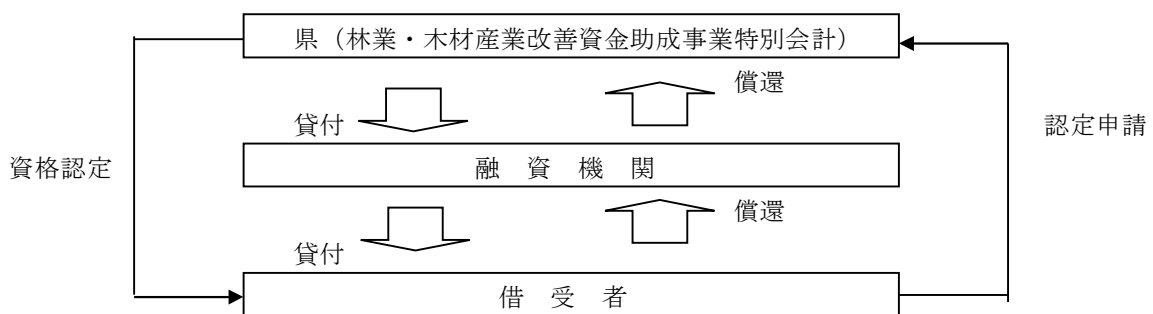 県（林業・木材産業改善資金助成事業特別会計）
貸付
償還
資格認定
認定申請
融　資　機　関
貸付
償還
借　受　者